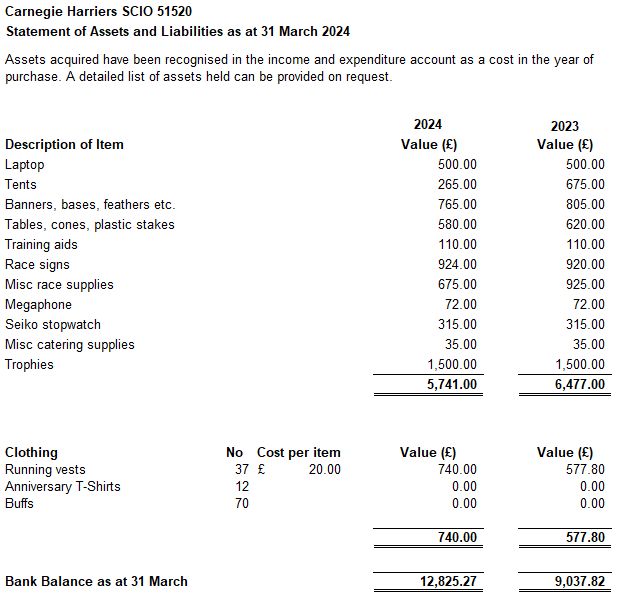 Carnegie Harriers SCIO 51520
Statement of Assets and Liabilities as at 31 March 2024
Assets acquired have been recognised in the income and expenditure account as a cost in the year of
purchase. A detailed list of assets held can be provided on request.
2024 2023
Description of Item Value (£) Value (£)
Laptop 500.00 500.00
Tents 265.00 675.00
Banners, bases, feathers etc. 765.00 805.00
Tables, cones, plastic stakes 580.00 620.00
Training aids 110.00 110.00
Race signs 924.00 920.00
Misc race supplies 675.00 925.00
Megaphone 72.00 72.00
Seiko stopwatch 315.00 315.00
Misc catering supplies 35.00 35.00
Trophies 1,500.00 1,500.00
5,741.00 6,477.00
Clothing No Cost per item Value (£) Value (£)
Running vests 37 £ 20.00 740.00 577.80
Anniversary T-Shirts 12 0.00 0.00
Buffs 70 0.00 0.00
740.00 577.80
Bank Balance as at 31 March 12,825.27 9,037.82